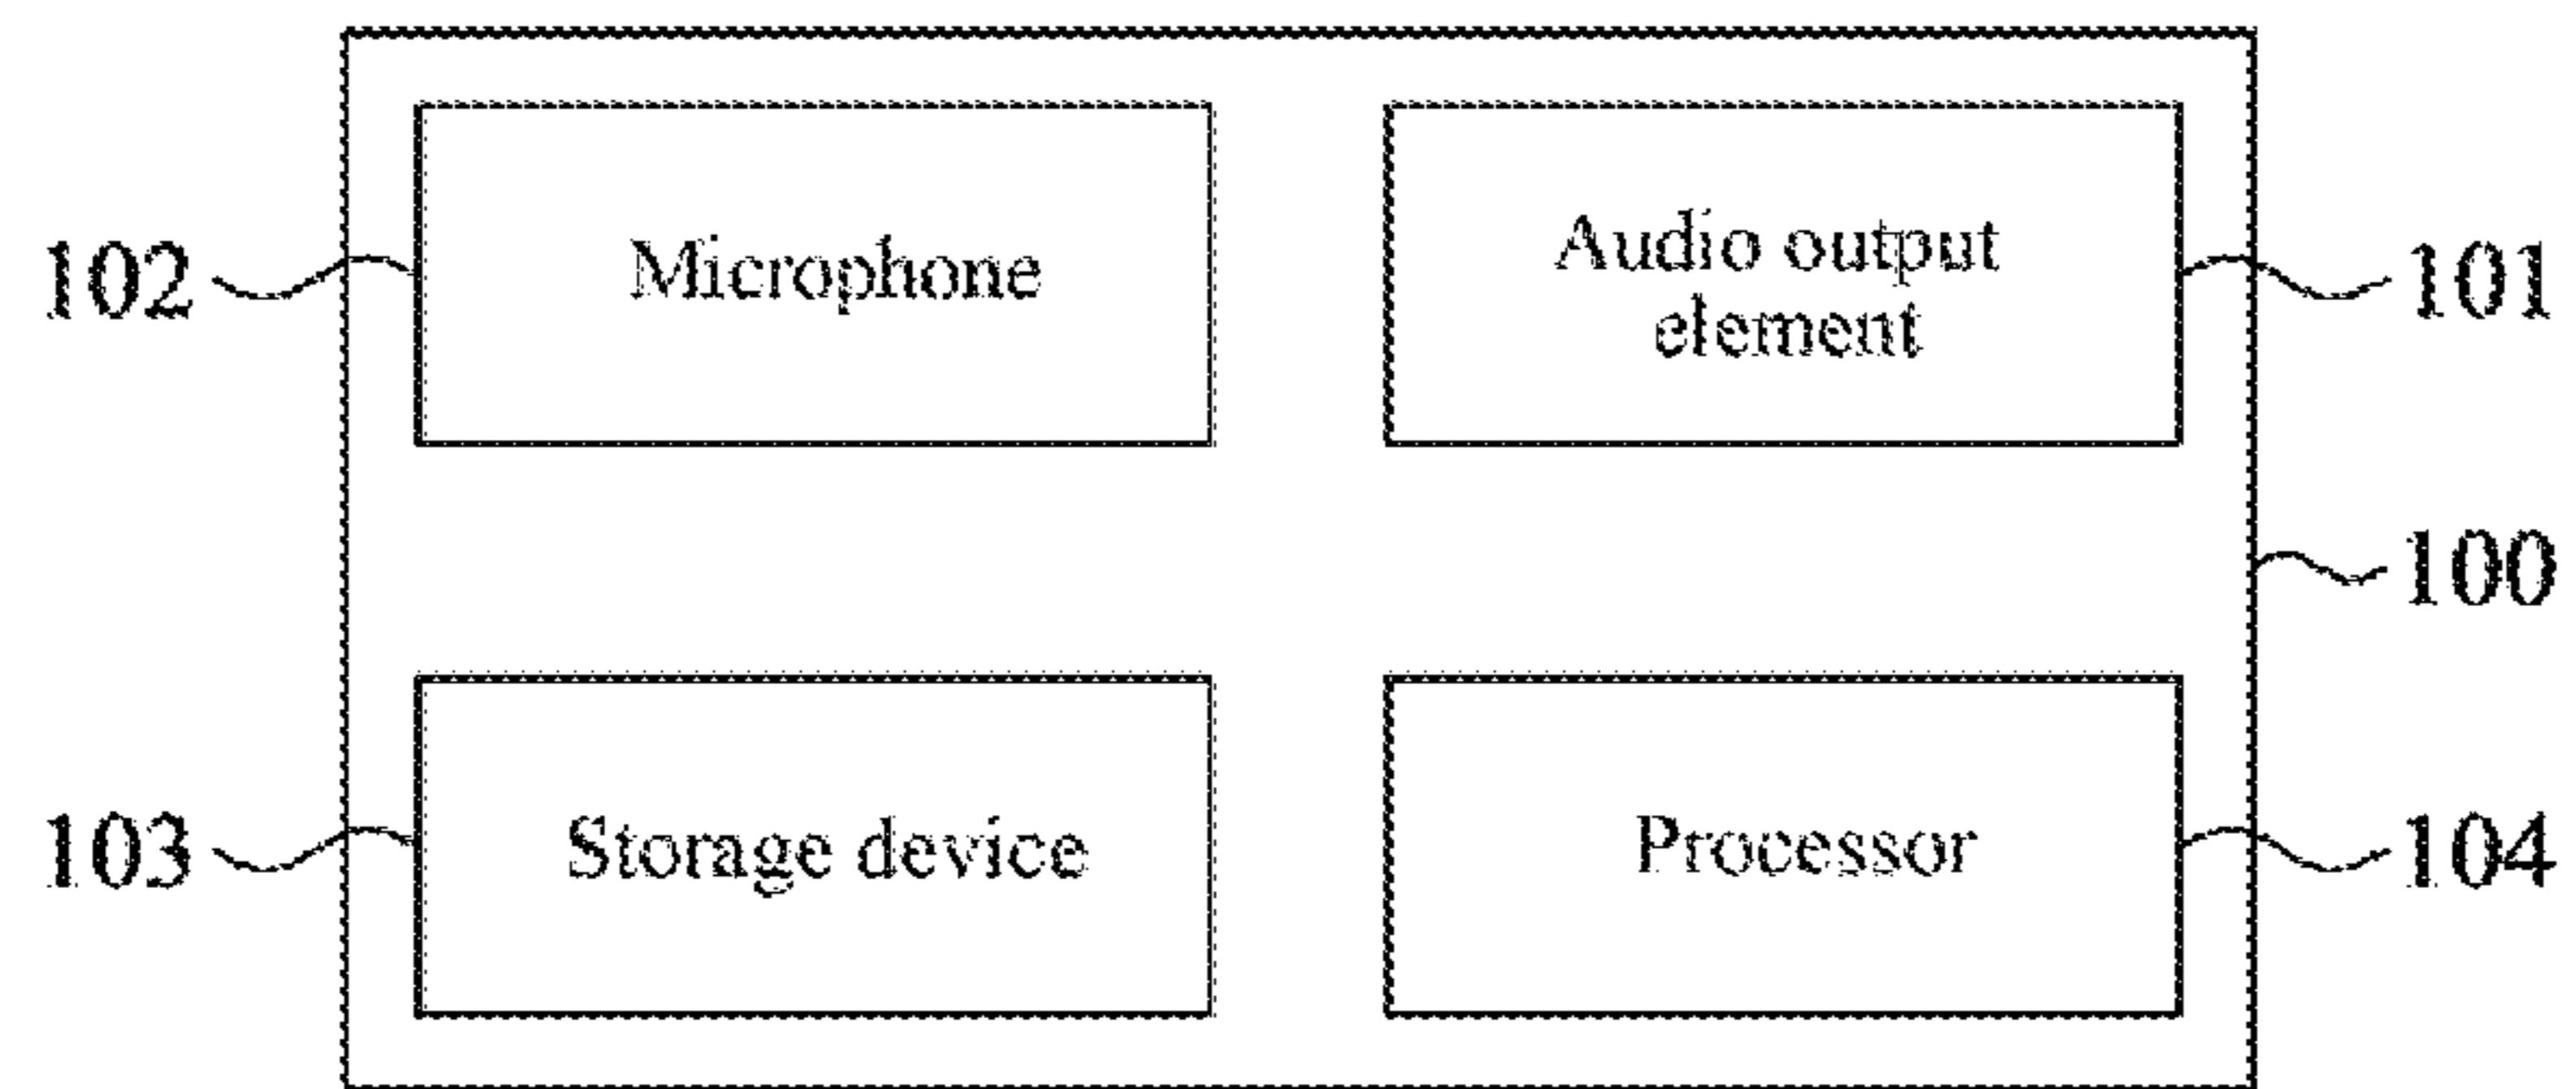 102
Microphone
Audio output
element
101
100
103
Storage device
Processor
104